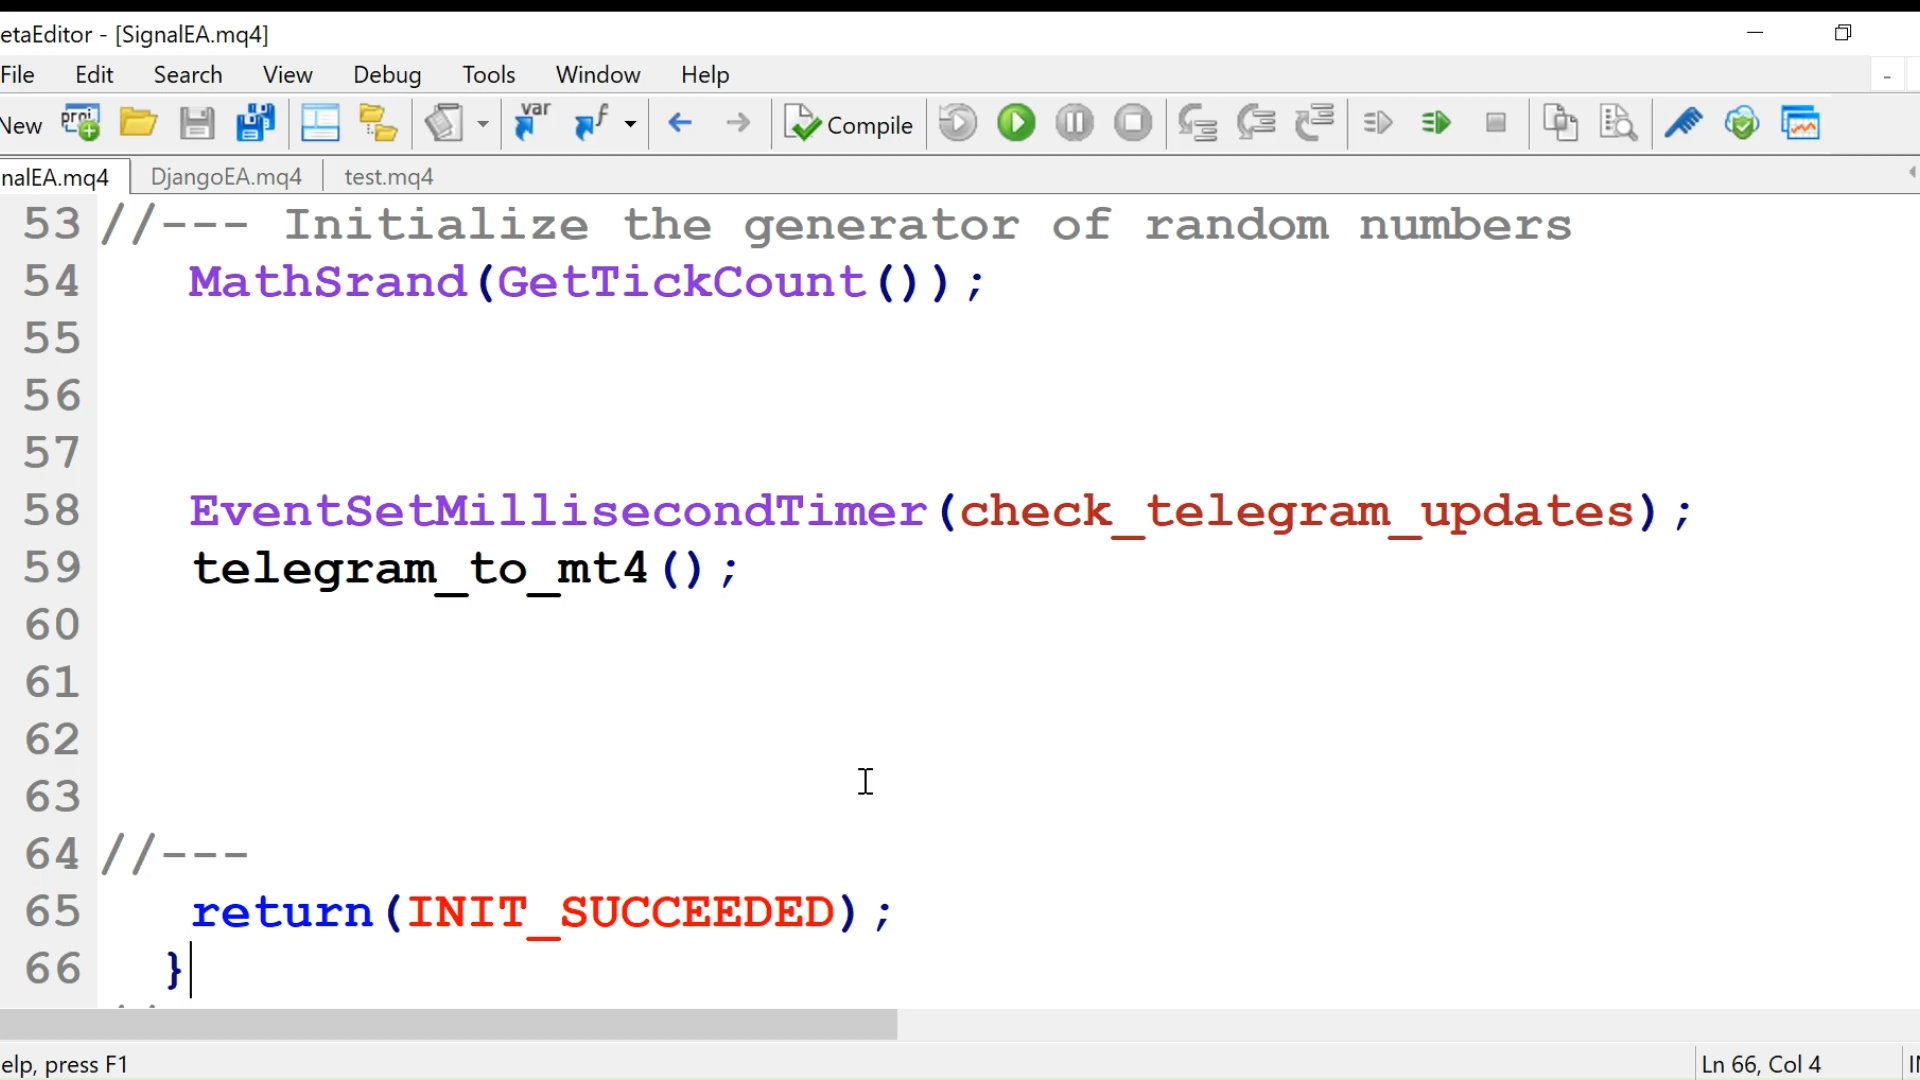 etaEditor - [SignalEA.mq4]
File Edit Search View Debug Tools Window Help
New proj var f Compile
nalEA.mq4 DjangoEA.mq4 test.mq4
53 //--- Initialize the generator of random numbers
54 MathSrand(GetTickCount());
55
56
57
58 EventSetMillisecondTimer(check_telegram_updates);
59 telegram_to_mt4();
60
61
62
63
64 //---
65 return(INIT_SUCCEEDED);
66 }
elp, press F1 Ln 66, Col 4